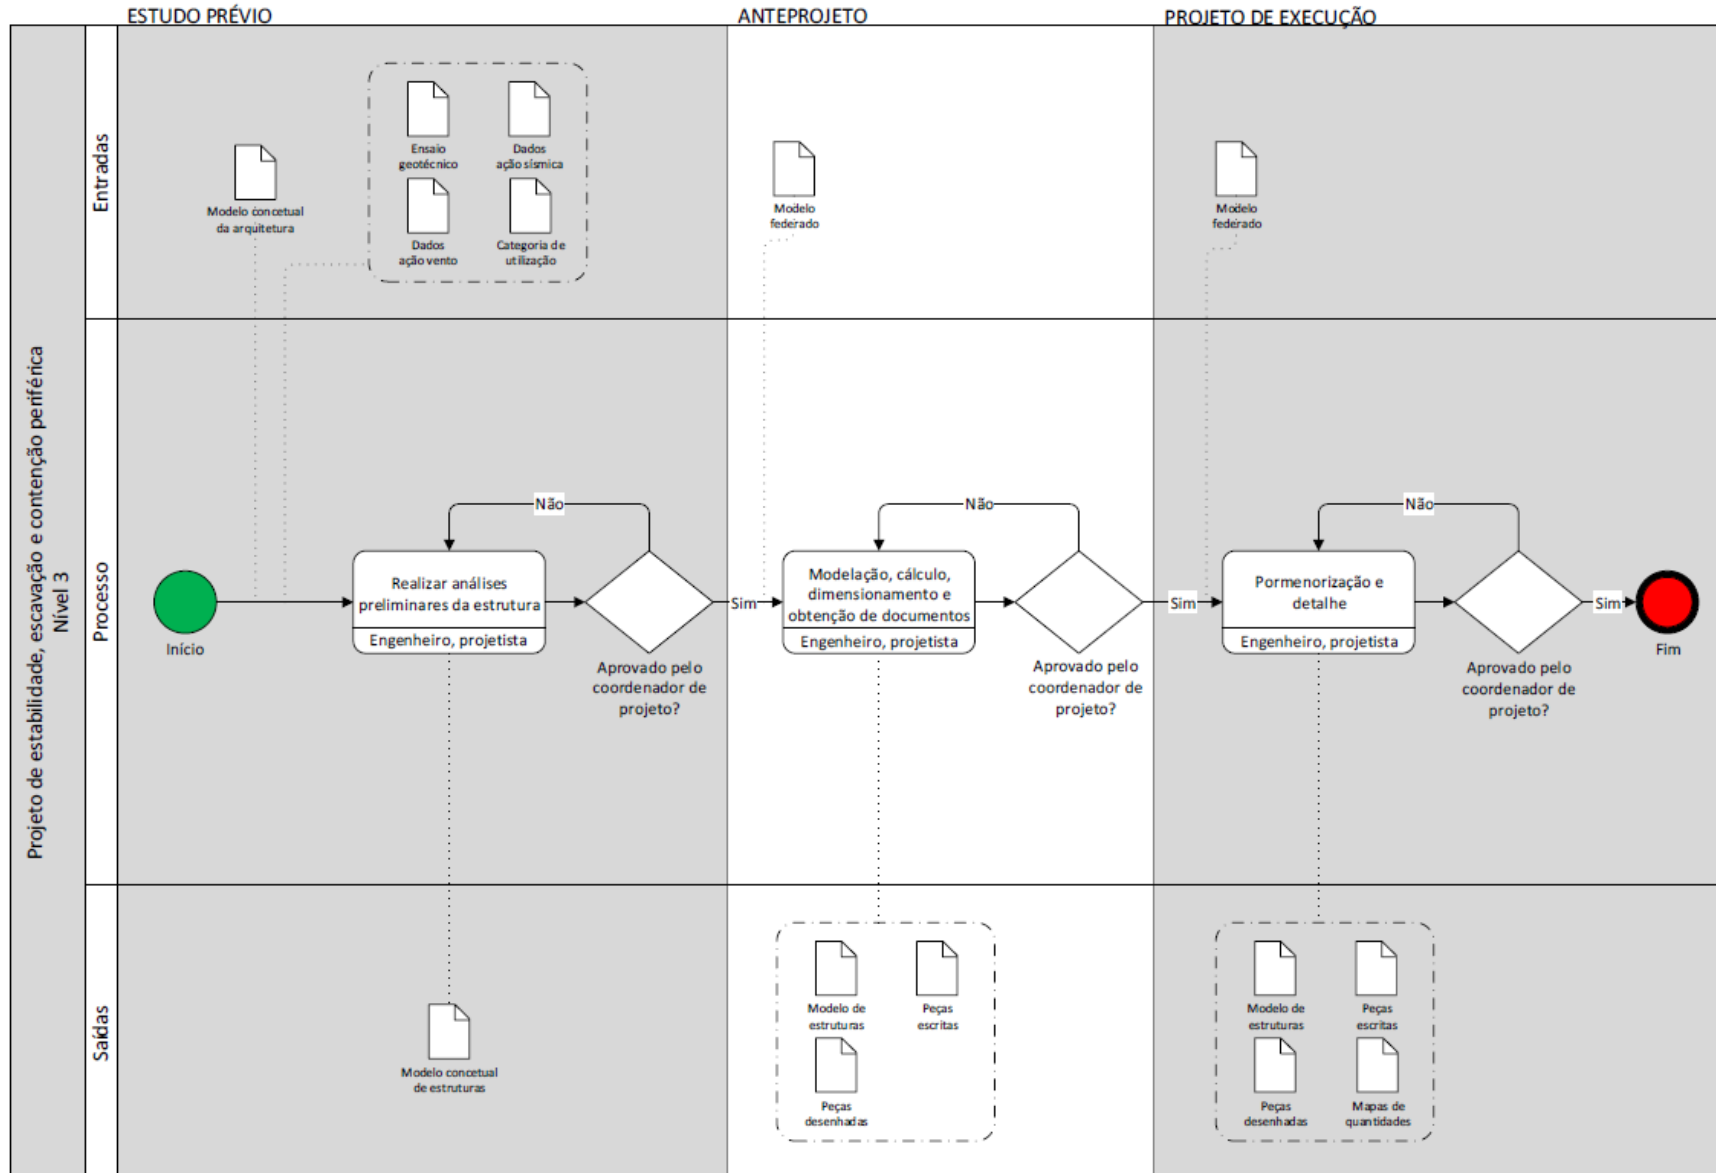 ESTUDO PRÉVIO
ANTEPROJETO
PROJETO DE EXECUÇÃO
Projeto de estabilidade, escavação e contenção periférica
Nível 3
Entradas
Modelo concetual
da arquitetura
Ensaio
geotécnico
Dados
ação sísmica
Dados
ação vento
Categoria de
utilização
Modelo
federado
Modelo
federado
Processo
Início
Realizar análises
preliminares da estrutura
Engenheiro, projetista
Não
Aprovado pelo
coordenador de
projeto?
Sim
Modelação, cálculo,
dimensionamento e
obtenção de documentos
Engenheiro, projetista
Não
Aprovado pelo
coordenador de
projeto?
Sim
Pormenorização e
detalhe
Engenheiro, projetista
Não
Aprovado pelo
coordenador de
projeto?
Sim
Fim
Saídas
Modelo concetual
de estruturas
Modelo de
estruturas
Peças
escritas
Peças
desenhadas
Modelo de
estruturas
Peças
escritas
Peças
desenhadas
Mapas de
quantidades